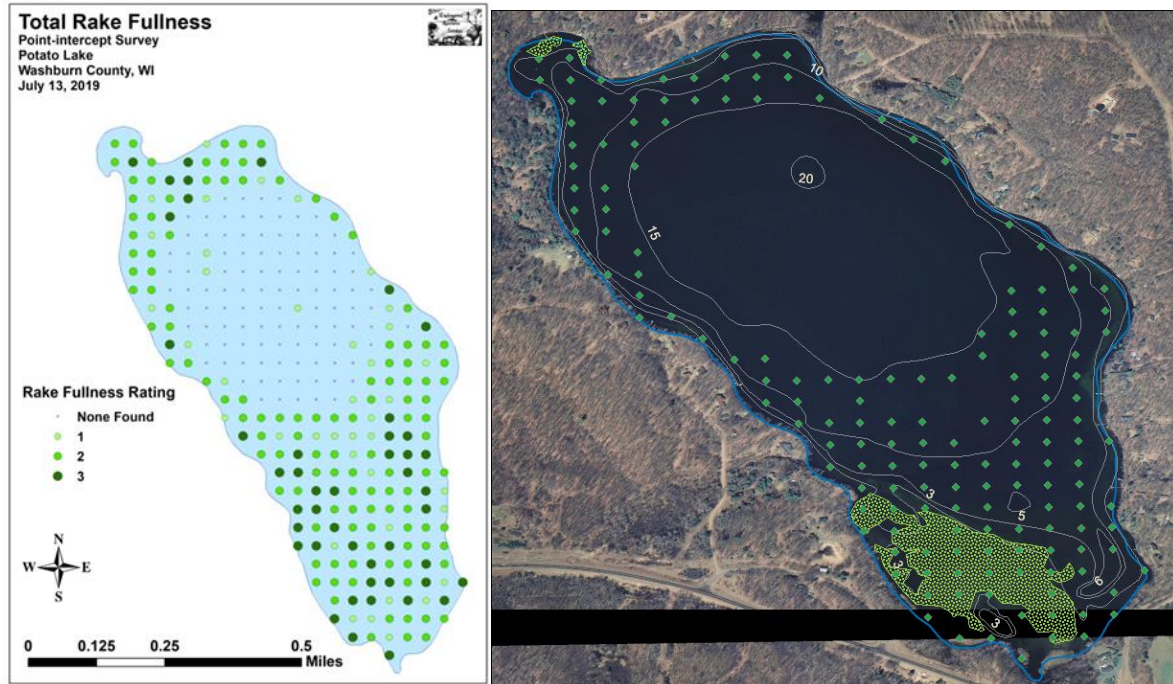 Total Rake Fullness
Point-intercept Survey
Potato Lake
Washburn County, WI
July 13, 2019
Rake Fullness Rating
None Found
1
2
3
N
W E
S
0 0.125 0.25 0.5
Miles
10
20
15
3
5
3
6
3